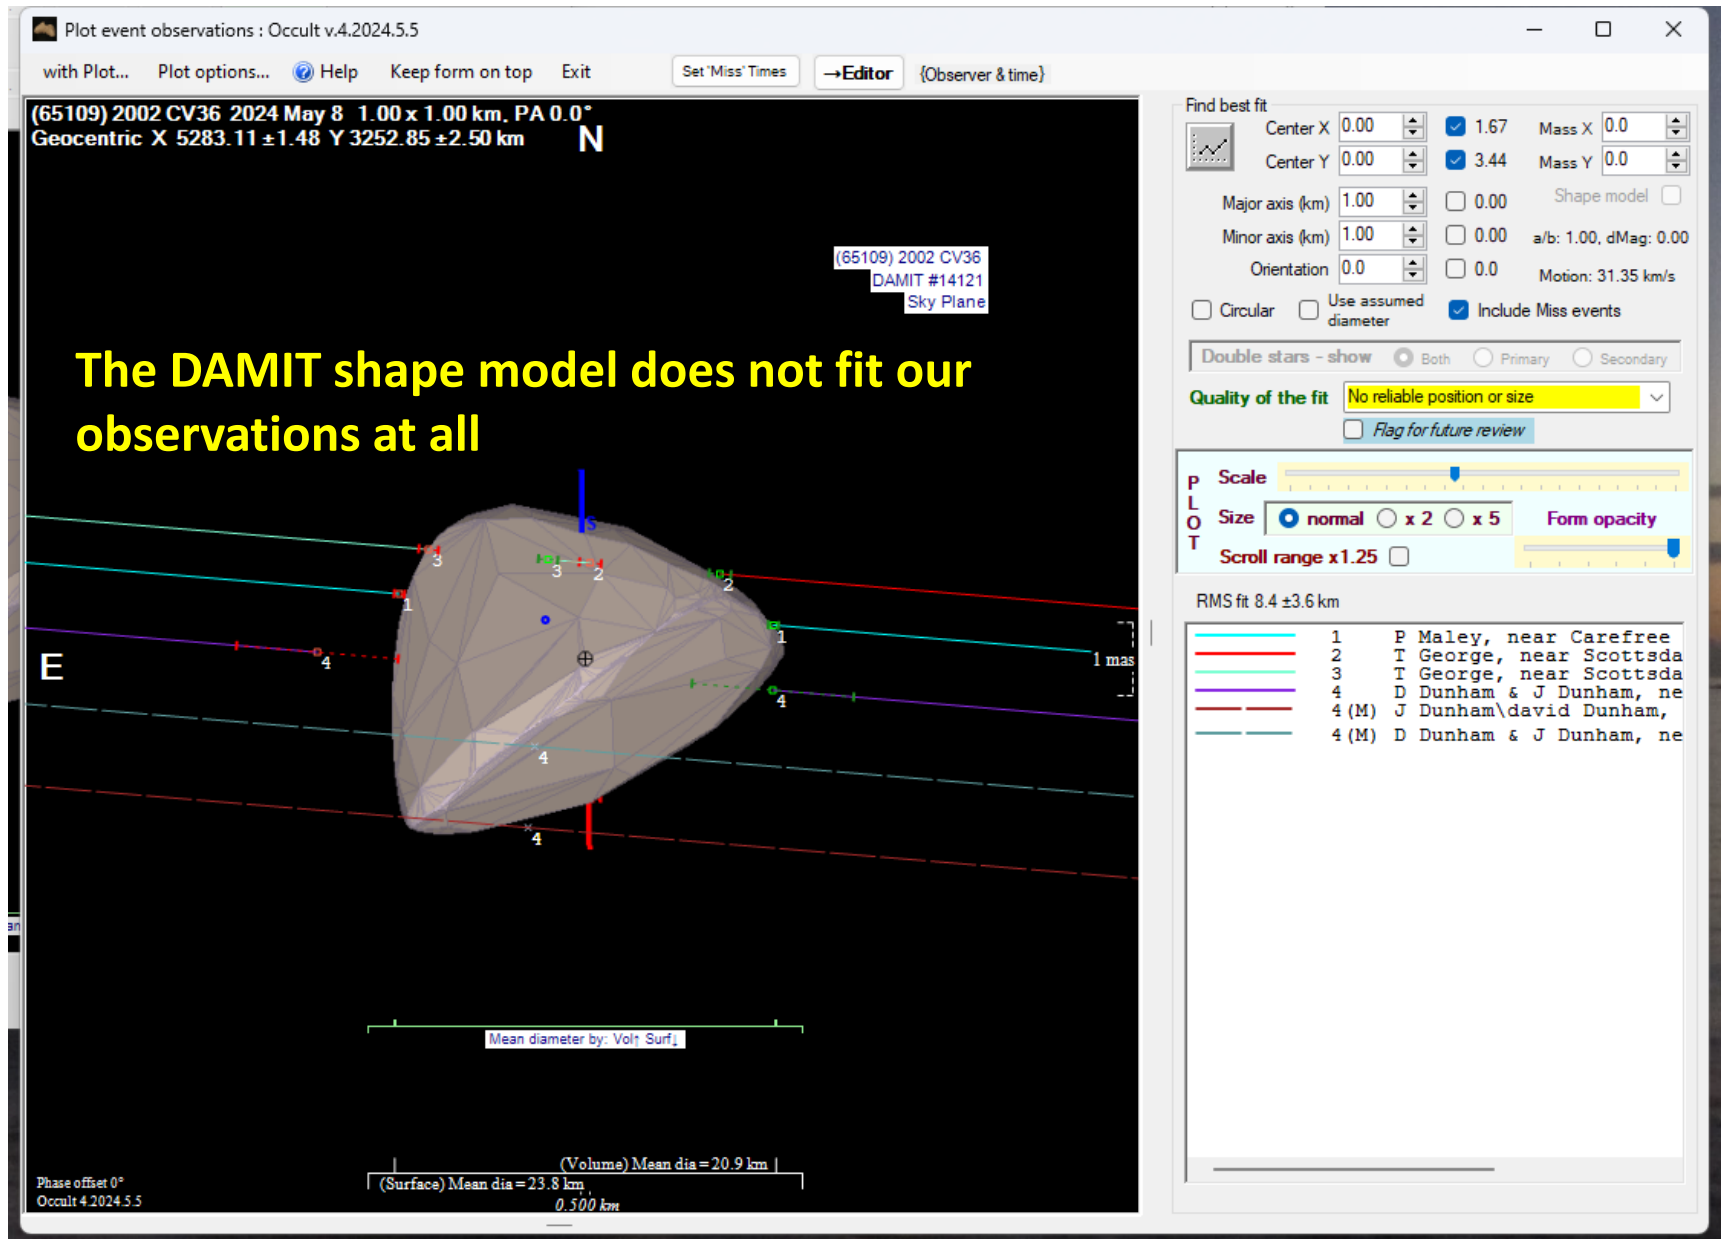 Plot event observations : Occult v.4.2024.5.5
with Plot... Plot options... Help Keep form on top Exit Set 'Miss' Times →Editor {Observer & time}
(65109) 2002 CV36 2024 May 8 1.00 x 1.00 km, PA 0.0°
Geocentric X 5283.11 ±1.48 Y 3252.85 ±2.50 km
N
(65109) 2002 CV36
DAMIT #14121
Sky Plane
The DAMIT shape model does not fit our
observations at all
S
3
3
2
2
1
1
E
4
4
1 mas
4
4
Mean diameter by: Vol↑ Surf↓
(Volume) Mean dia = 20.9 km
(Surface) Mean dia = 23.8 km
0.500 km
Phase offset 0°
Occult 4.2024.5.5
Find best fit
Center X 0.00 1.67 Mass X 0.0
Center Y 0.00 3.44 Mass Y 0.0
Major axis (km) 1.00 0.00 Shape model
Minor axis (km) 1.00 0.00 a/b: 1.00, dMag: 0.00
Orientation 0.0 0.0 Motion: 31.35 km/s
Circular Use assumed diameter Include Miss events
Double stars - show Both Primary Secondary
Quality of the fit No reliable position or size
Flag for future review
PLOT
Scale
Size normal x 2 x 5 Form opacity
Scroll range x1.25
RMS fit 8.4 ±3.6 km
1 P Maley, near Carefree
2 T George, near Scottsda
3 T George, near Scottsda
4 D Dunham & J Dunham, ne
4(M) J Dunham\david Dunham,
4(M) D Dunham & J Dunham, ne